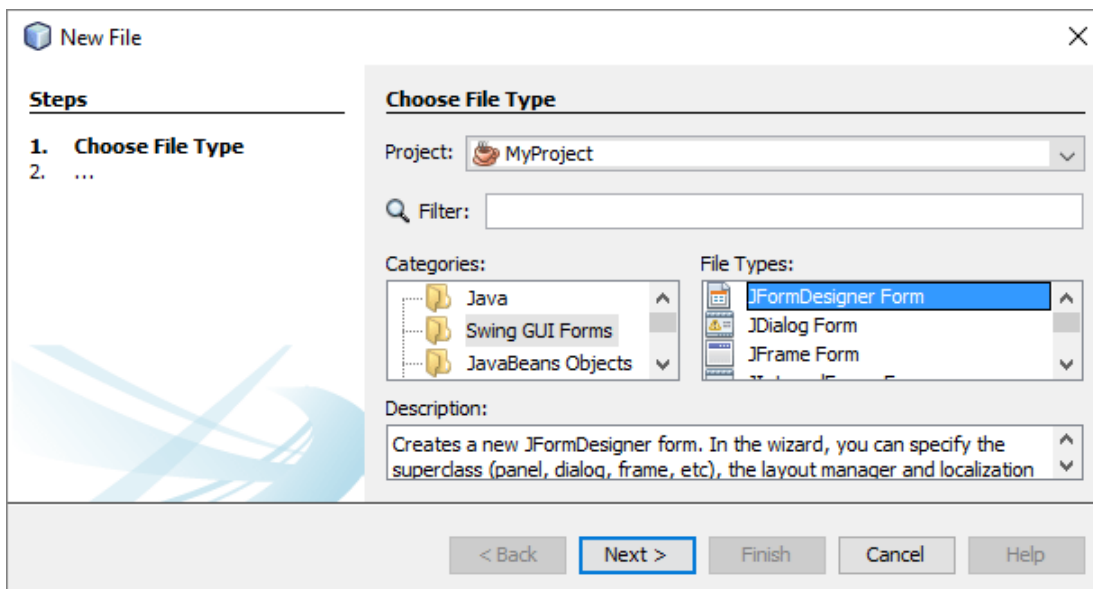 New File
Steps
1. Choose File Type
2. ...
Choose File Type
Project: MyProject
Filter:
Categories:
Java
Swing GUI Forms
JavaBeans Objects
File Types:
JFormDesigner Form
JDialog Form
JFrame Form
Description:
Creates a new JFormDesigner form. In the wizard, you can specify the
superclass (panel, dialog, frame, etc), the layout manager and localization
< Back Next > Finish Cancel Help